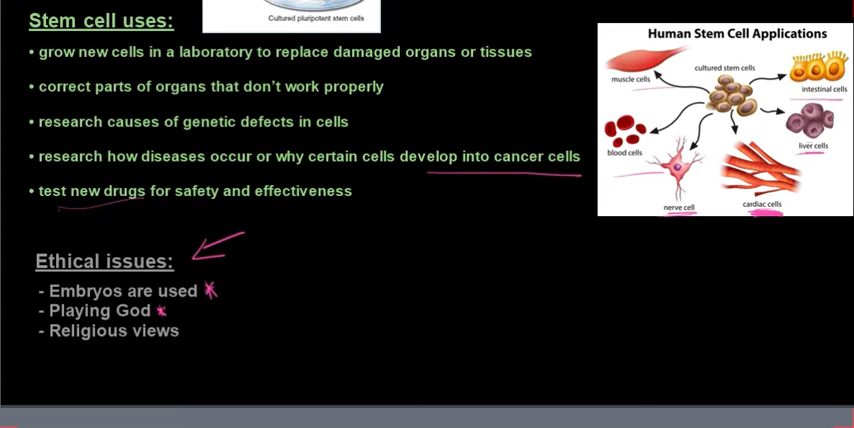 Cultured pluripotent stem cells
Stem cell uses:
• grow new cells in a laboratory to replace damaged organs or tissues
• correct parts of organs that don't work properly
• research causes of genetic defects in cells
• research how diseases occur or why certain cells develop into cancer cells
• test new drugs for safety and effectiveness
Ethical issues:
- Embryos are used
- Playing God
- Religious views
Human Stem Cell Applications
cultured stem cells
muscle cells
intestinal cells
blood cells
liver cells
nerve cell
cardiac cells